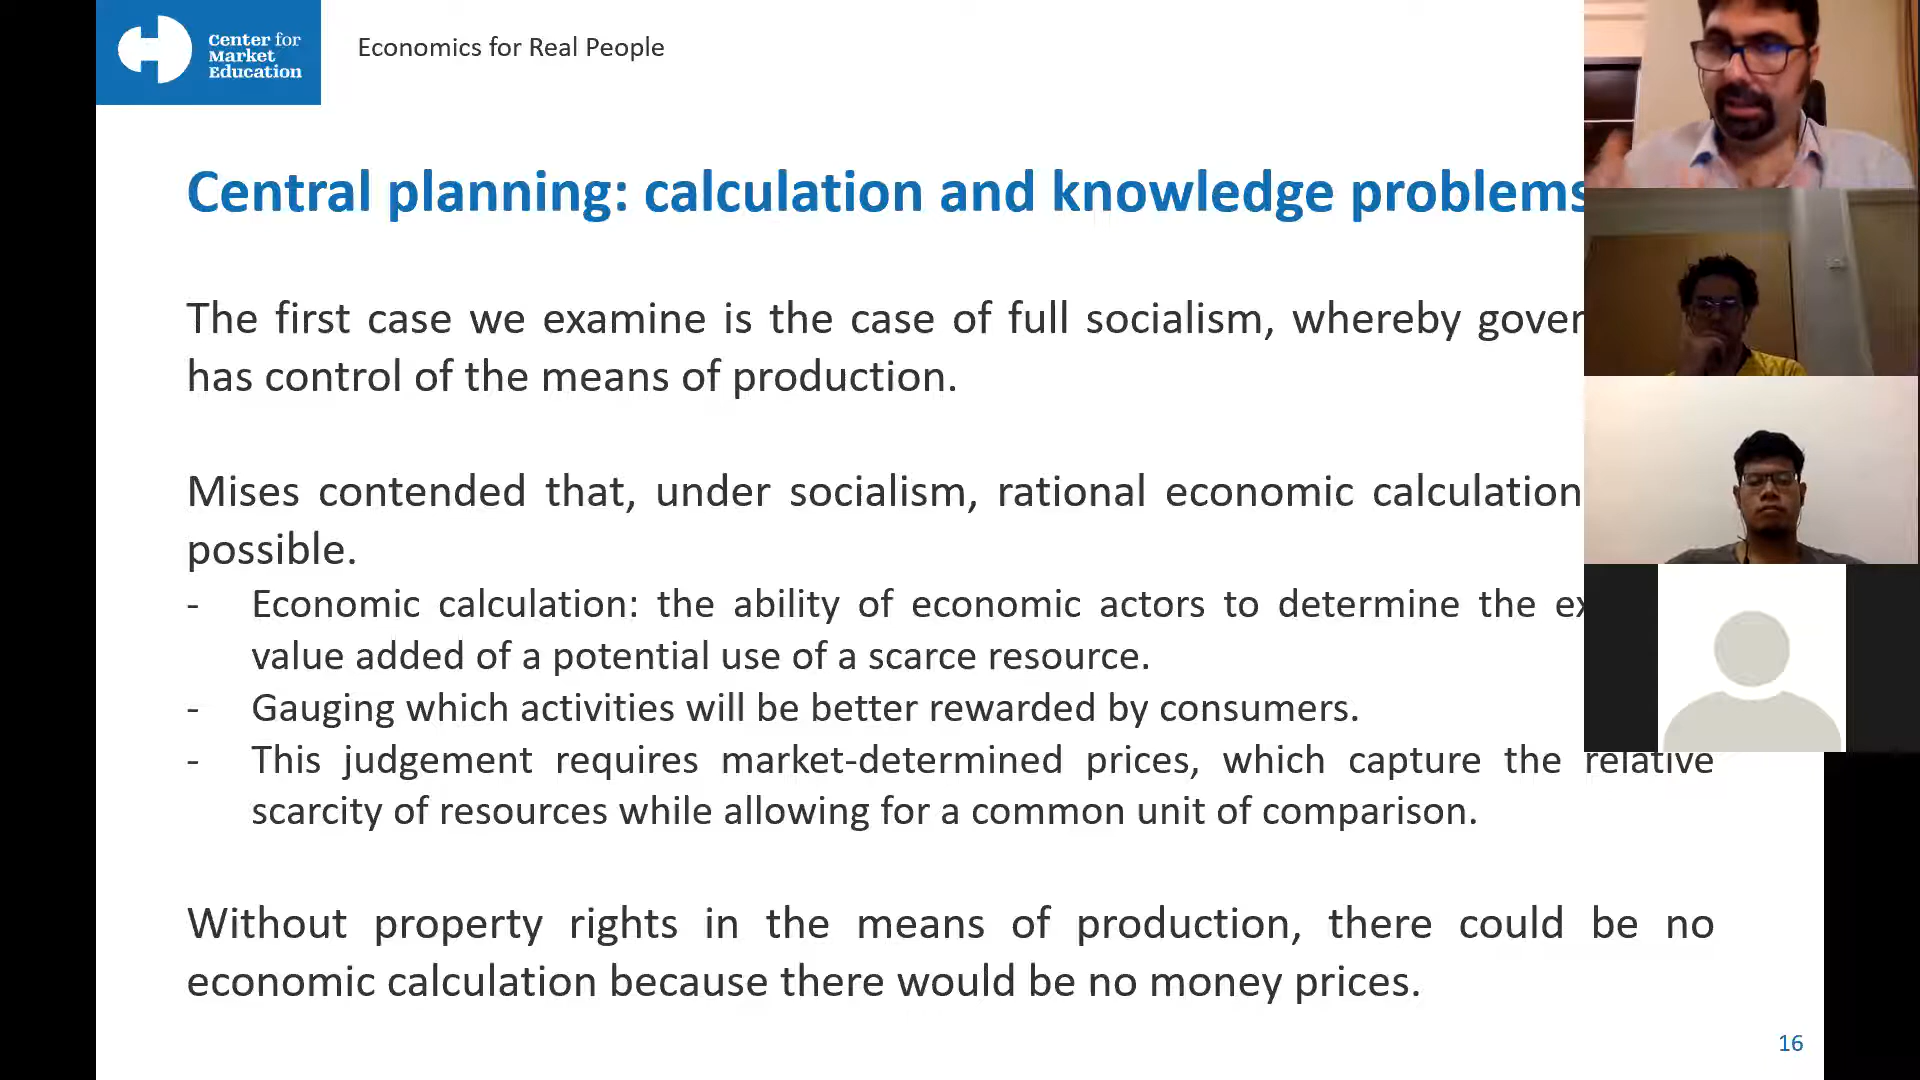 Center for
Market
Education
Economics for Real People
Central planning: calculation and knowledge problems
The first case we examine is the case of full socialism, whereby
has control of the means of production.
Mises contended that, under socialism, rational economic calculation
possible.
- Economic calculation: the ability of economic actors to determine the
value added of a potential use of a scarce resource.
- Gauging which activities will be better rewarded by consumers.
- This judgement requires market-determined prices, which capture the relative
scarcity of resources while allowing for a common unit of comparison.
Without property rights in the means of production, there could be no
economic calculation because there would be no money prices.
16